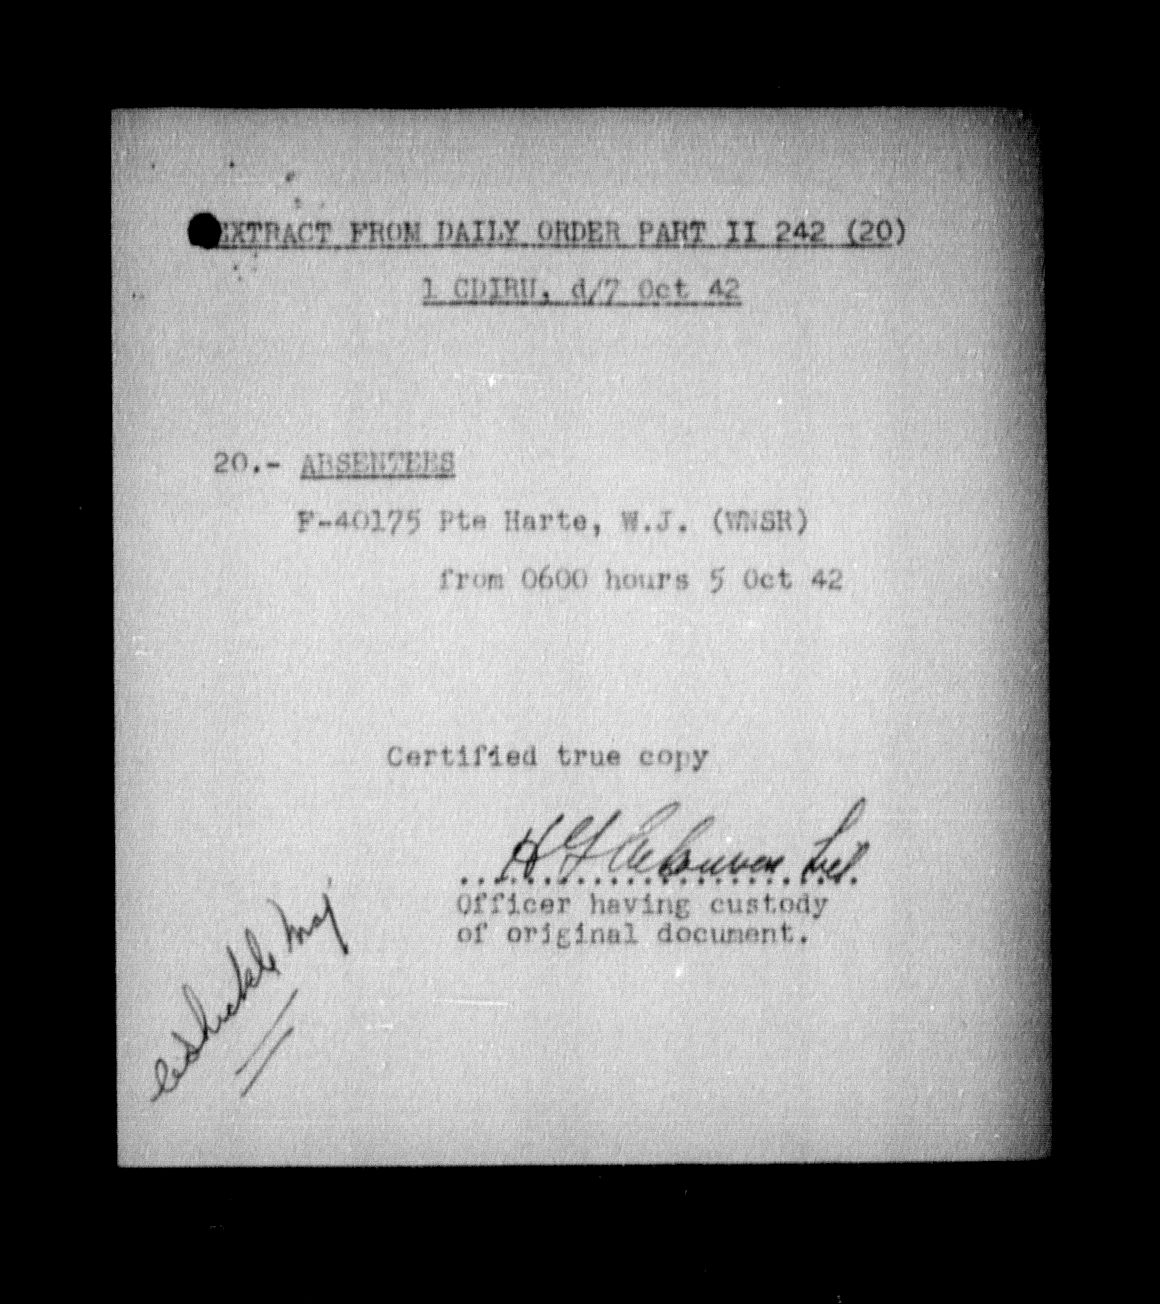 EXTRACT FROM DAILY ORDER PART II 242 (20)
1 CDIRU, d/7 Oct 42
20.- ABSENTEES
F-40175 Pte Harte, W.J. (WNSR)
from 0600 hours 5 Oct 42
Certified true copy
Officer having custody
of original document.
Maj